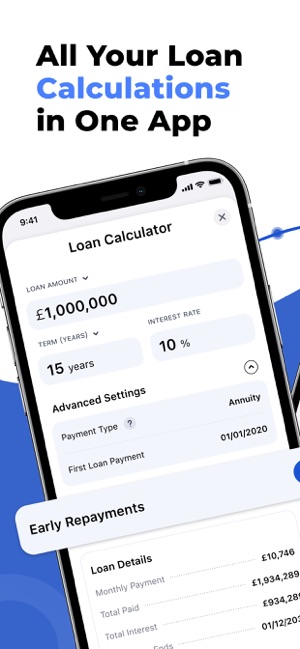 All Your Loan
Calculations
in One App
9:41
Loan Calculator
LOAN AMOUNT
£1,000,000
TERM (YEARS)
INTEREST RATE
15 years
10 %
Advanced Settings
Payment Type ?
Annuity
First Loan Payment
01/01/2020
Early Repayments
Loan Details
Monthly Payment
£10,746
Total Paid
£1,934,289
Total Interest
£934,289
Ends
01/12/203